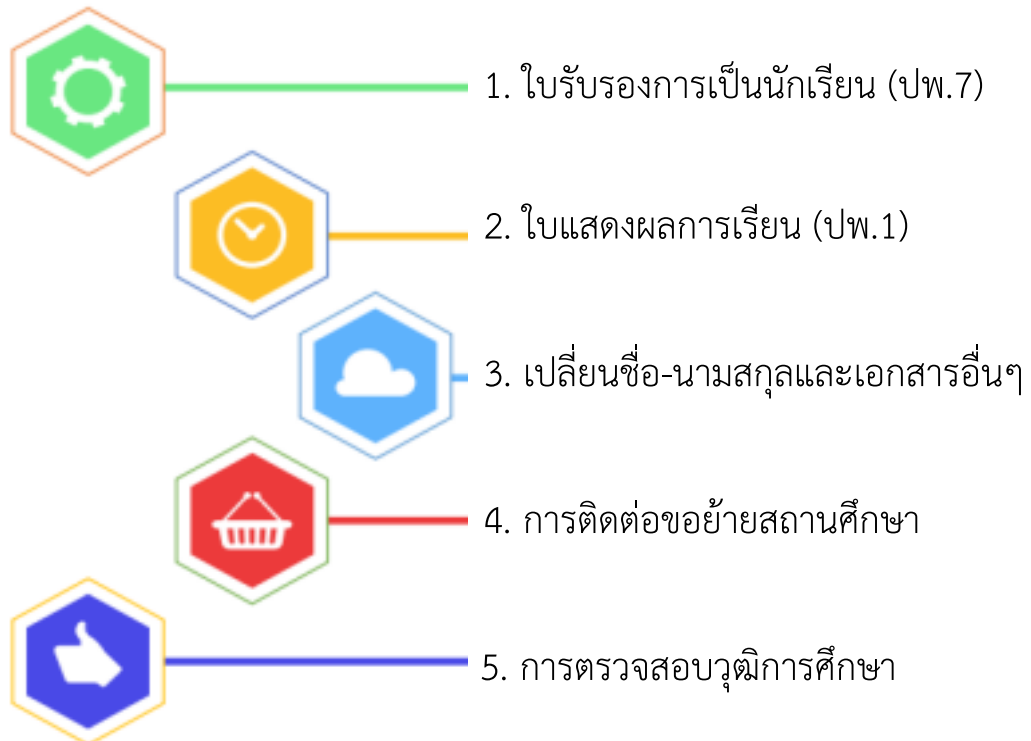 1. ใบรับรองการเป็นนักเรียน (ปพ.7)
2. ใบแสดงผลการเรียน (ปพ.1)
3. เปลี่ยนชื่อ-นามสกุลและเอกสารอื่นๆ
4. การติดต่อขอย้ายสถานศึกษา
5. การตรวจสอบวุฒิการศึกษา